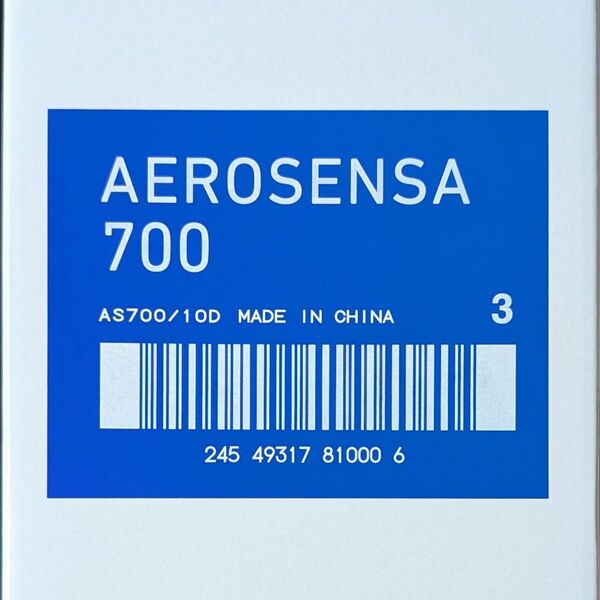 AEROSENSA
700
AS700/10D MADE IN CHINA 3
245 49317 81000 6